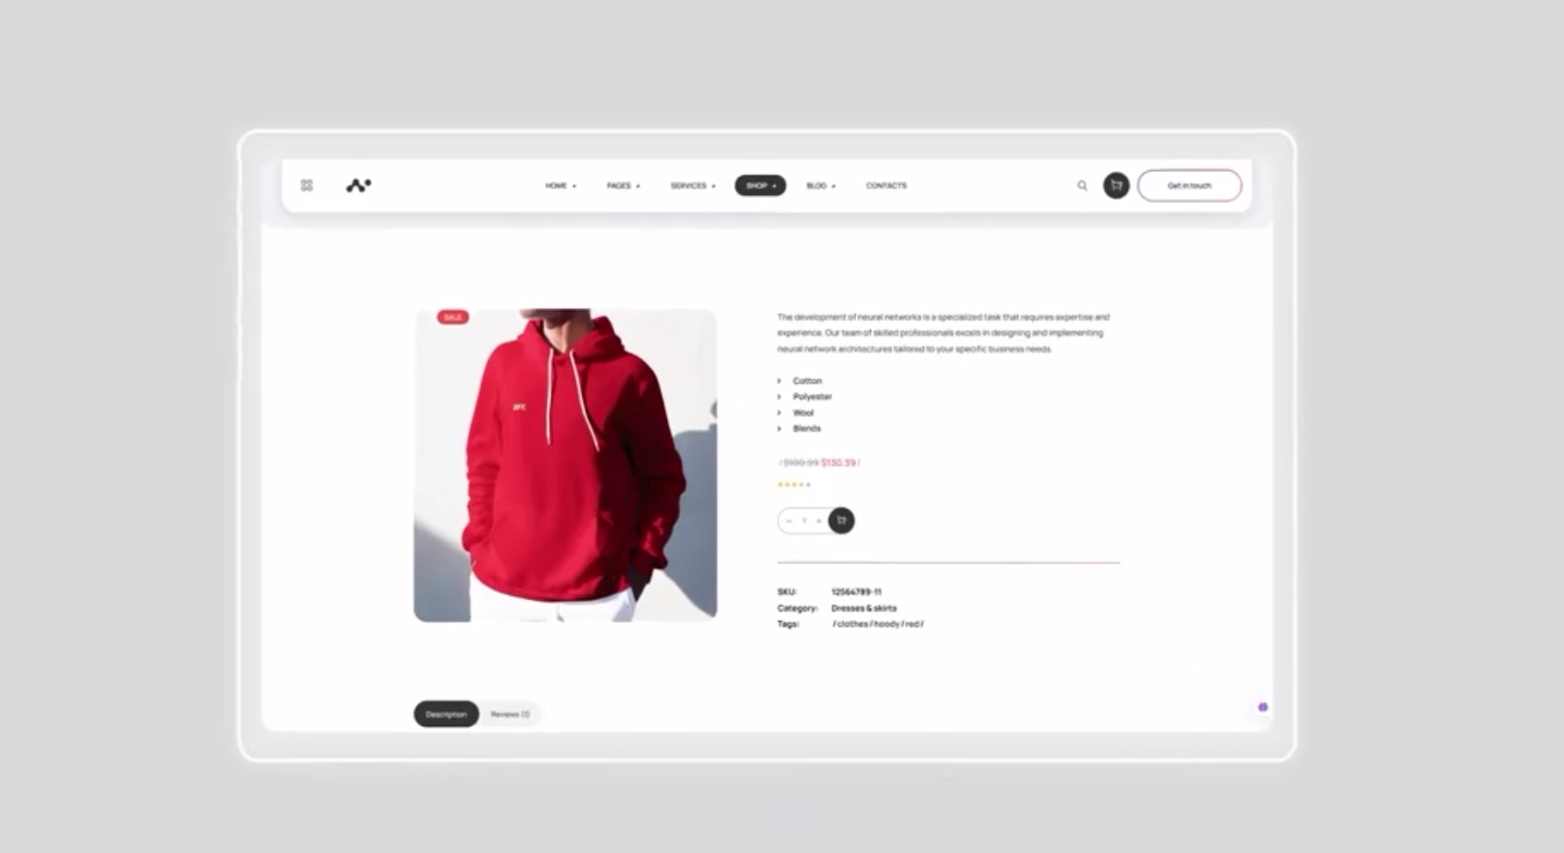 HOME
PAGES
SERVICES
SHOP
BLOG
CONTACTS
Get in touch
SALE
The development of neural networks is a specialized task that requires expertise and
experience. Our team of skilled professionals excels in designing and implementing
neural network architectures tailored to your specific business needs.
Cotton
Polyester
Wool
Blends
$130.39
1
SKU: 12564789-11
Category: Dresses & skirts
Tags: / clothes / hoody / red /
Description
Reviews (1)